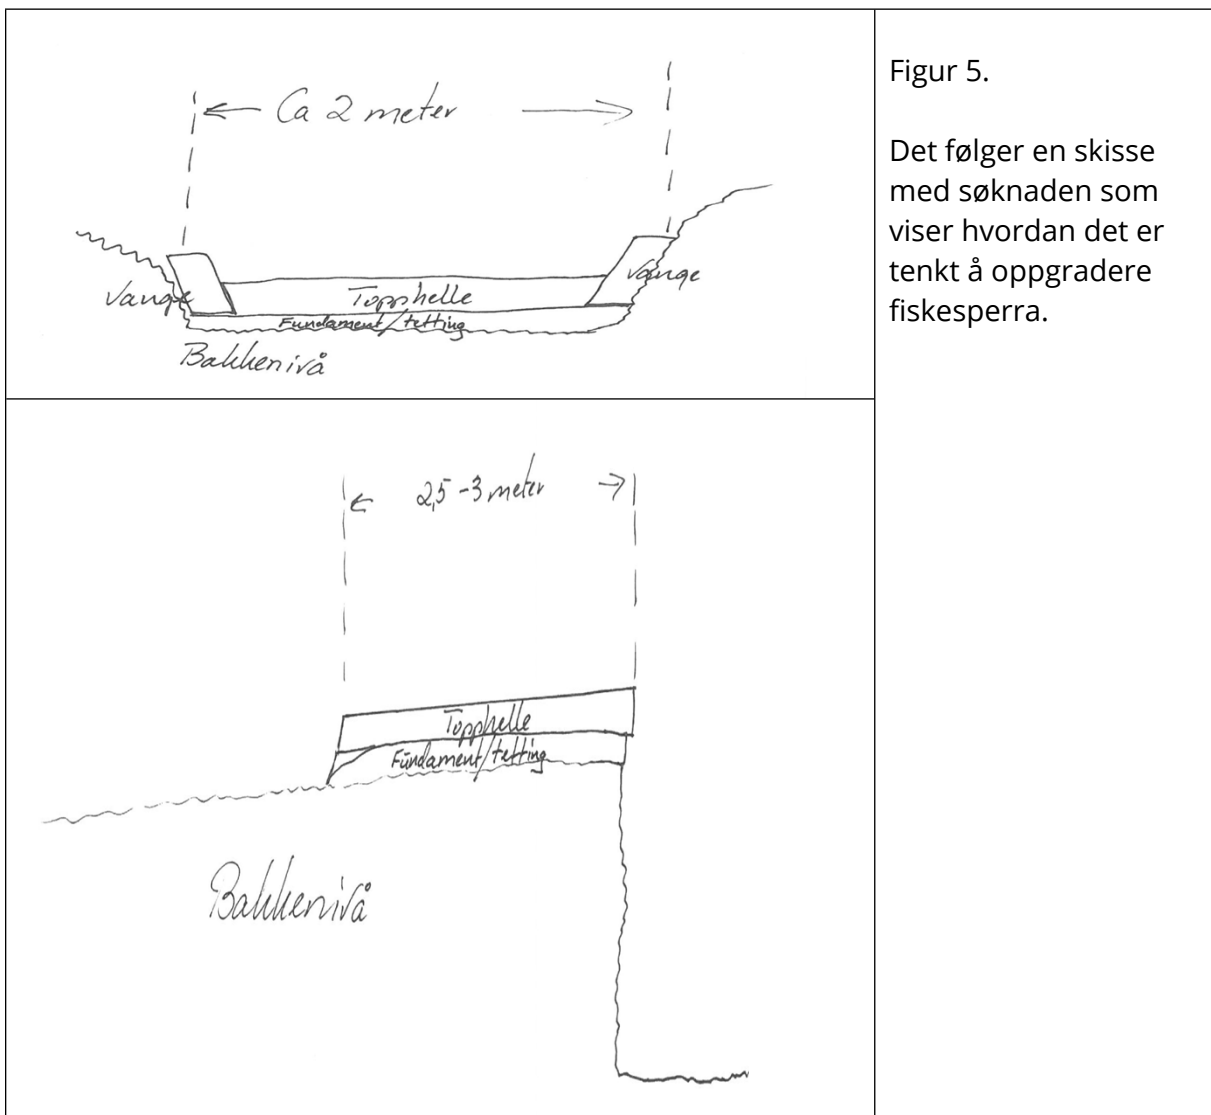 Ca 2 meter
Vange
Topphelle
Vange
Fundament/tetting
Bakkenivå
Figur 5.
Det følger en skisse
med søknaden som
viser hvordan det er
tenkt å oppgradere
fiskesperra.
2,5-3 meter
Topphelle
Fundament/tetting
Bakkenivå